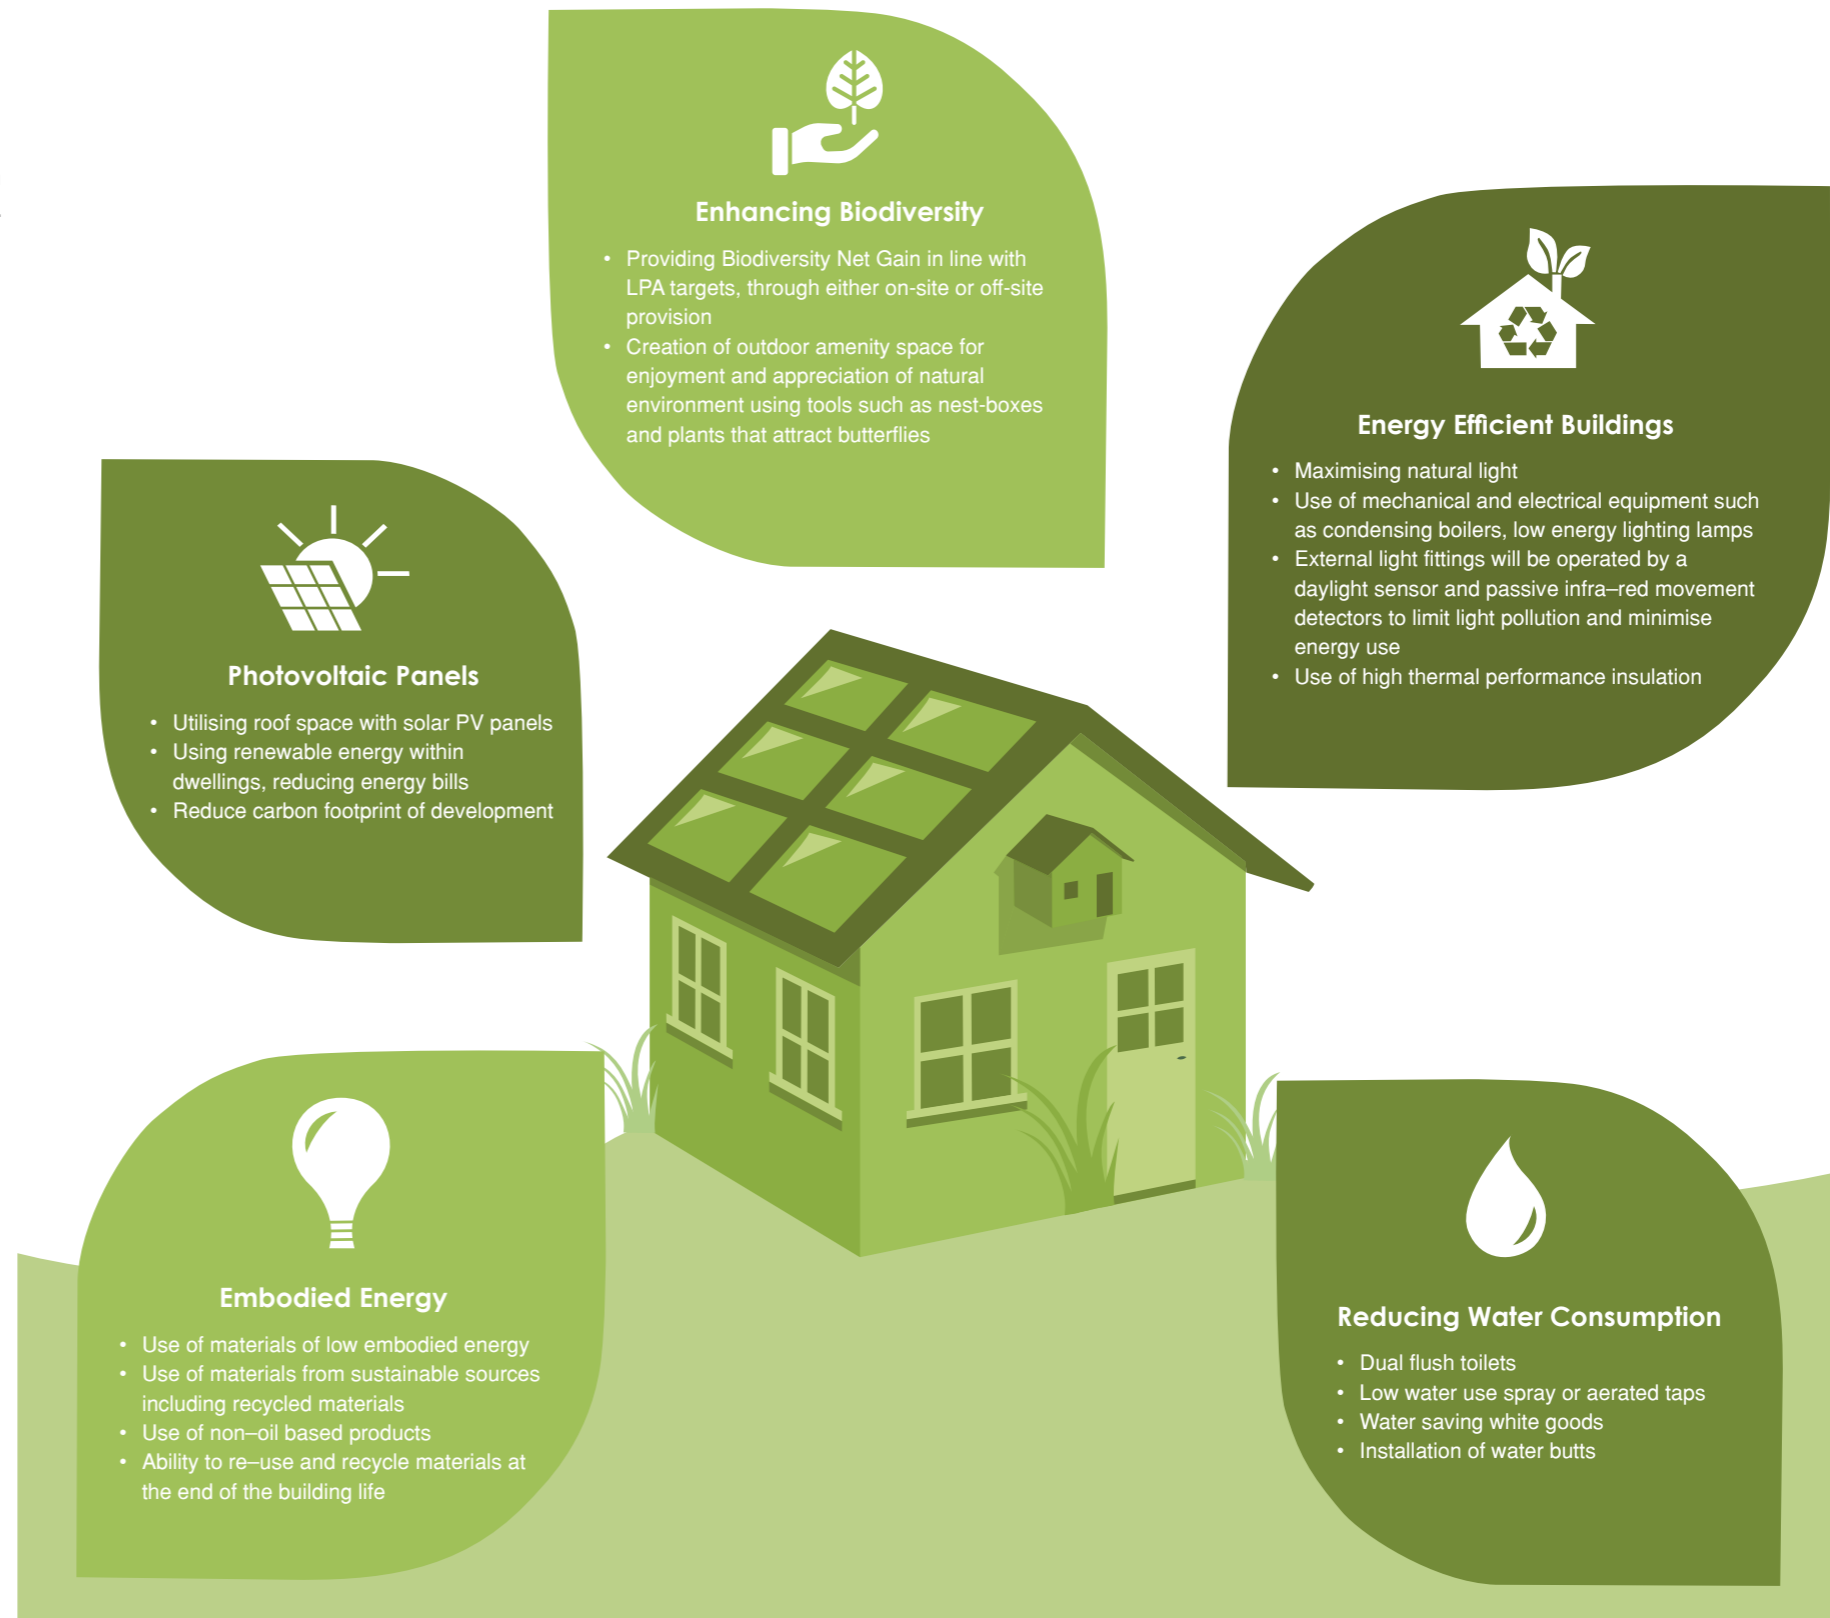 Enhancing Biodiversity
• Providing Biodiversity Net Gain in line with
LPA targets, through either on-site or off-site
provision
• Creation of outdoor amenity space for
enjoyment and appreciation of natural
environment using tools such as nest-boxes
and plants that attract butterflies
Energy Efficient Buildings
• Maximising natural light
• Use of mechanical and electrical equipment such
as condensing boilers, low energy lighting lamps
• External light fittings will be operated by a
daylight sensor and passive infra–red movement
detectors to limit light pollution and minimise
energy use
• Use of high thermal performance insulation
Photovoltaic Panels
• Utilising roof space with solar PV panels
• Using renewable energy within
dwellings, reducing energy bills
• Reduce carbon footprint of development
Embodied Energy
• Use of materials of low embodied energy
• Use of materials from sustainable sources
including recycled materials
• Use of non–oil based products
• Ability to re–use and recycle materials at
the end of the building life
Reducing Water Consumption
• Dual flush toilets
• Low water use spray or aerated taps
• Water saving white goods
• Installation of water butts